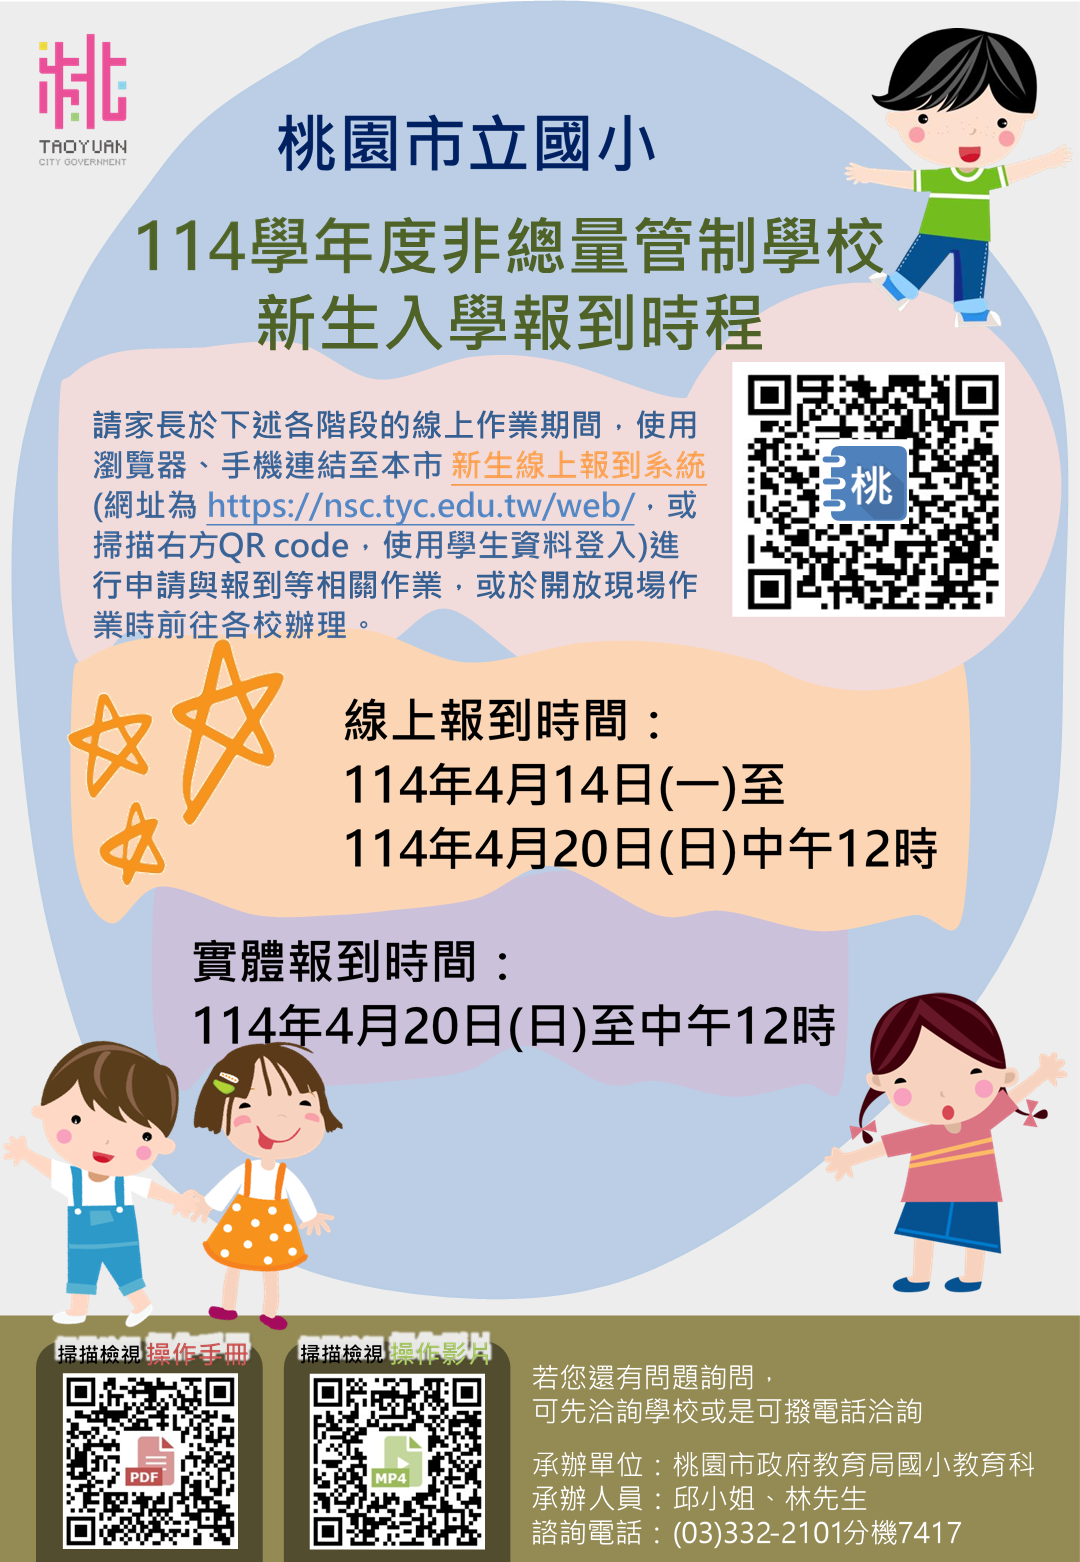 TAOYUAN
CITY GOVERNMENT
桃園市立國小
114學年度非總量管制學校
新生入學報到時程
請家長於下述各階段的線上作業期間，使用
瀏覽器、手機連結至本市 新生線上報到系統
(網址為 https://nsc.tyc.edu.tw/web/，或
掃描右方QR code，使用學生資料登入)進
行申請與報到等相關作業，或於開放現場作
業時前往各校辦理。
桃
線上報到時間：
114年4月14日(一)至
114年4月20日(日)中午12時
實體報到時間：
114年4月20日(日)至中午12時
掃描檢視 操作手冊
PDF
掃描檢視 操作影片
MP4
若您還有問題詢問，
可先洽詢學校或是可撥電話洽詢
承辦單位：桃園市政府教育局國小教育科
承辦人員：邱小姐、林先生
諮詢電話：(03)332-2101分機7417